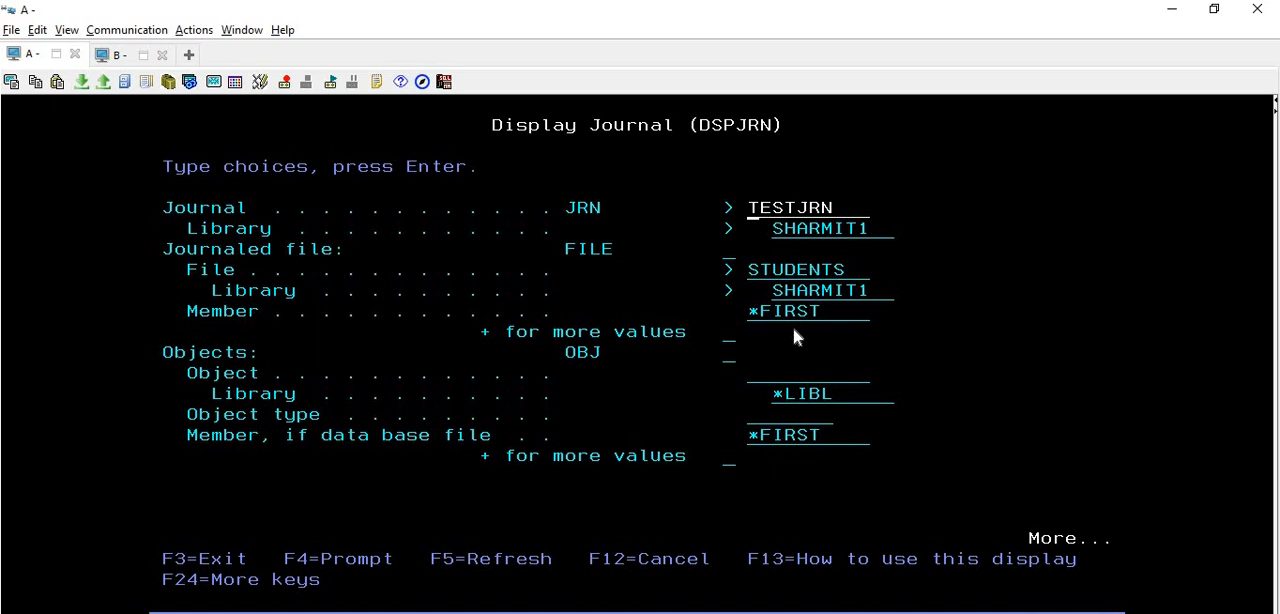 A -
File Edit View Communication Actions Window Help
A - B -
Display Journal (DSPJRN)
Type choices, press Enter.
Journal . . . . . . . . . . . . JRN > TESTJRN
Library . . . . . . . . . . . > SHARMIT1
Journaled file: FILE _
File . . . . . . . . . . . . . > STUDENTS
Library . . . . . . . . . . > SHARMIT1
Member . . . . . . . . . . . . *FIRST
+ for more values _
Objects: OBJ _
Object . . . . . . . . . . . .
Library . . . . . . . . . . *LIBL
Object type . . . . . . . . .
Member, if data base file . . *FIRST
+ for more values _
More...
F3=Exit F4=Prompt F5=Refresh F12=Cancel F13=How to use this display
F24=More keys